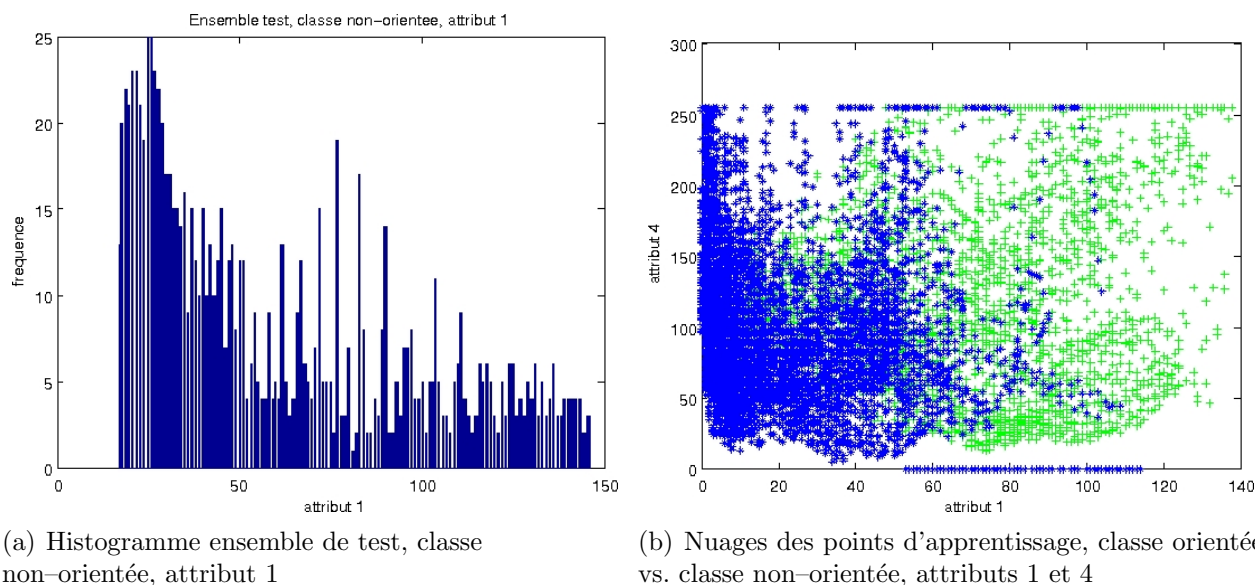 Ensemble test, classe non-orientee, attribut 1
25
20
15
10
5
0
frequence
0 50 100 150
attribut 1
300
250
200
150
100
50
0
attribut 4
0 20 40 60 80 100 120 140
attribut 1
(a) Histogramme ensemble de test, classe
non–orientée, attribut 1
(b) Nuages des points d'apprentissage, classe orientée
vs. classe non–orientée, attributs 1 et 4